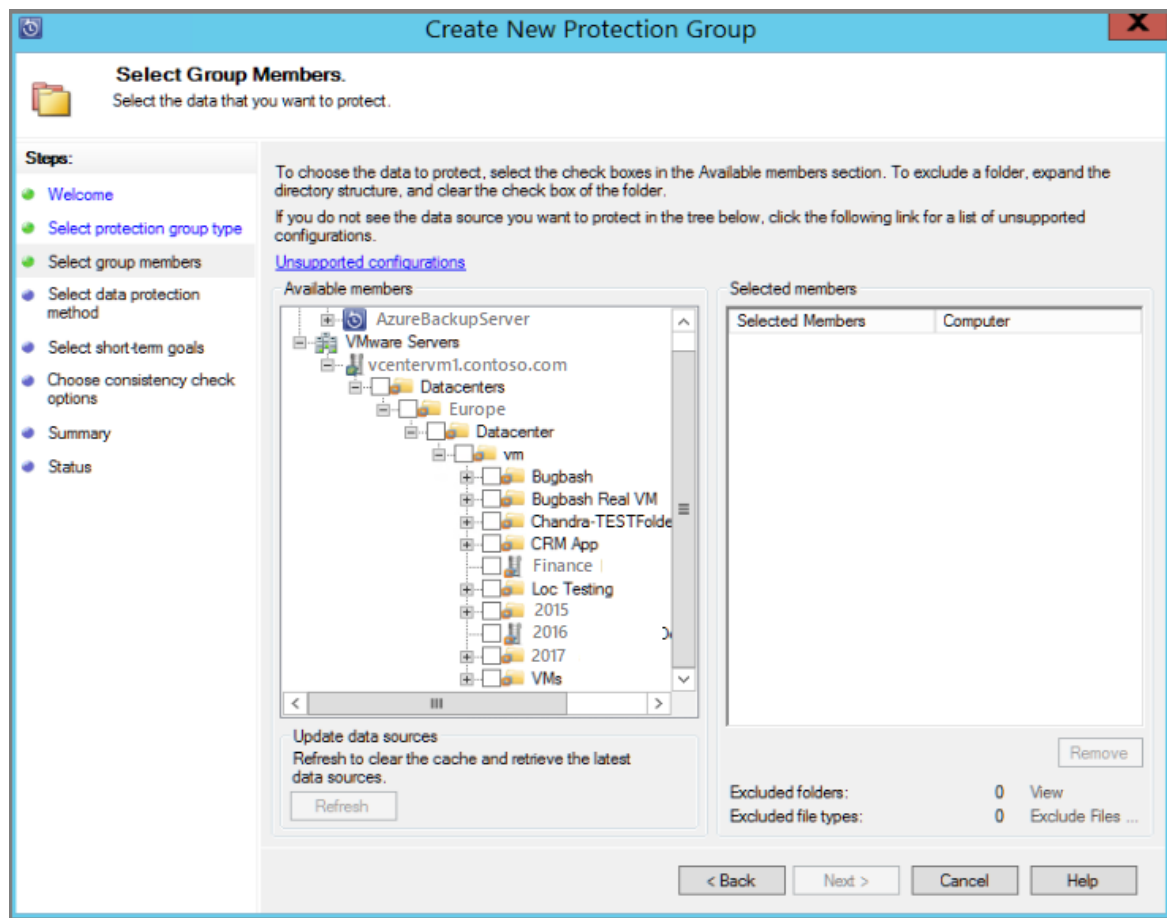 Create New Protection Group
X
Select Group Members.
Select the data that you want to protect.
Steps:
Welcome
Select protection group type
Select group members
Select data protection
method
Select short-term goals
Choose consistency check
options
Summary
Status
To choose the data to protect, select the check boxes in the Available members section. To exclude a folder, expand the
directory structure, and clear the check box of the folder.
If you do not see the data source you want to protect in the tree below, click the following link for a list of unsupported
configurations.
Unsupported configurations
Available members
AzureBackupServer
VMware Servers
vcentervm1.contoso.com
Datacenters
Europe
Datacenter
vm
Bugbash
Bugbash Real VM
Chandra-TESTFolde
CRM App
Finance
Loc Testing
2015
2016
2017
VMs
Update data sources
Refresh to clear the cache and retrieve the latest
data sources.
Refresh
Selected members
Selected Members Computer
Remove
Excluded folders: 0 View
Excluded file types: 0 Exclude Files ...
< Back Next > Cancel Help